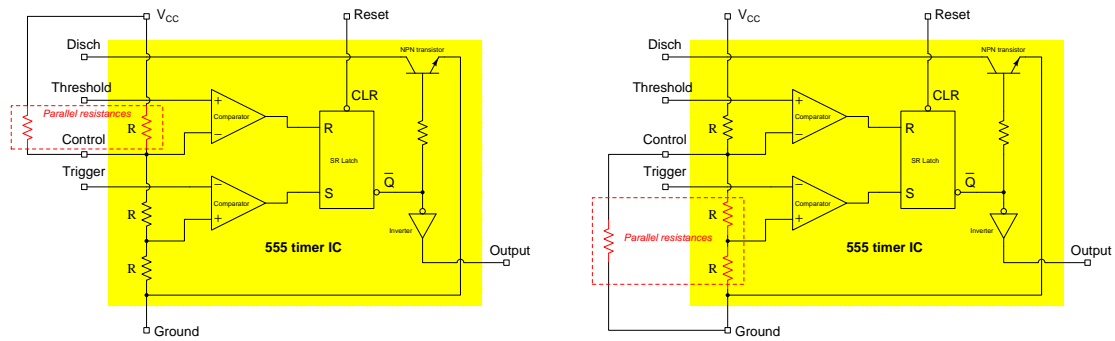 V_CC
Reset
Disch
NPN transistor
Threshold
CLR
Parallel resistances
R
+
Comparator
−
R
Control
Trigger
SR Latch
−
Comparator
+
S
Q̅
R
Inverter
555 timer IC
R
Output
Ground
V_CC
Reset
Disch
NPN transistor
Threshold
CLR
R
+
Comparator
−
R
Control
Trigger
SR Latch
−
Comparator
+
S
Q̅
R
Parallel resistances
Inverter
555 timer IC
R
Output
Ground